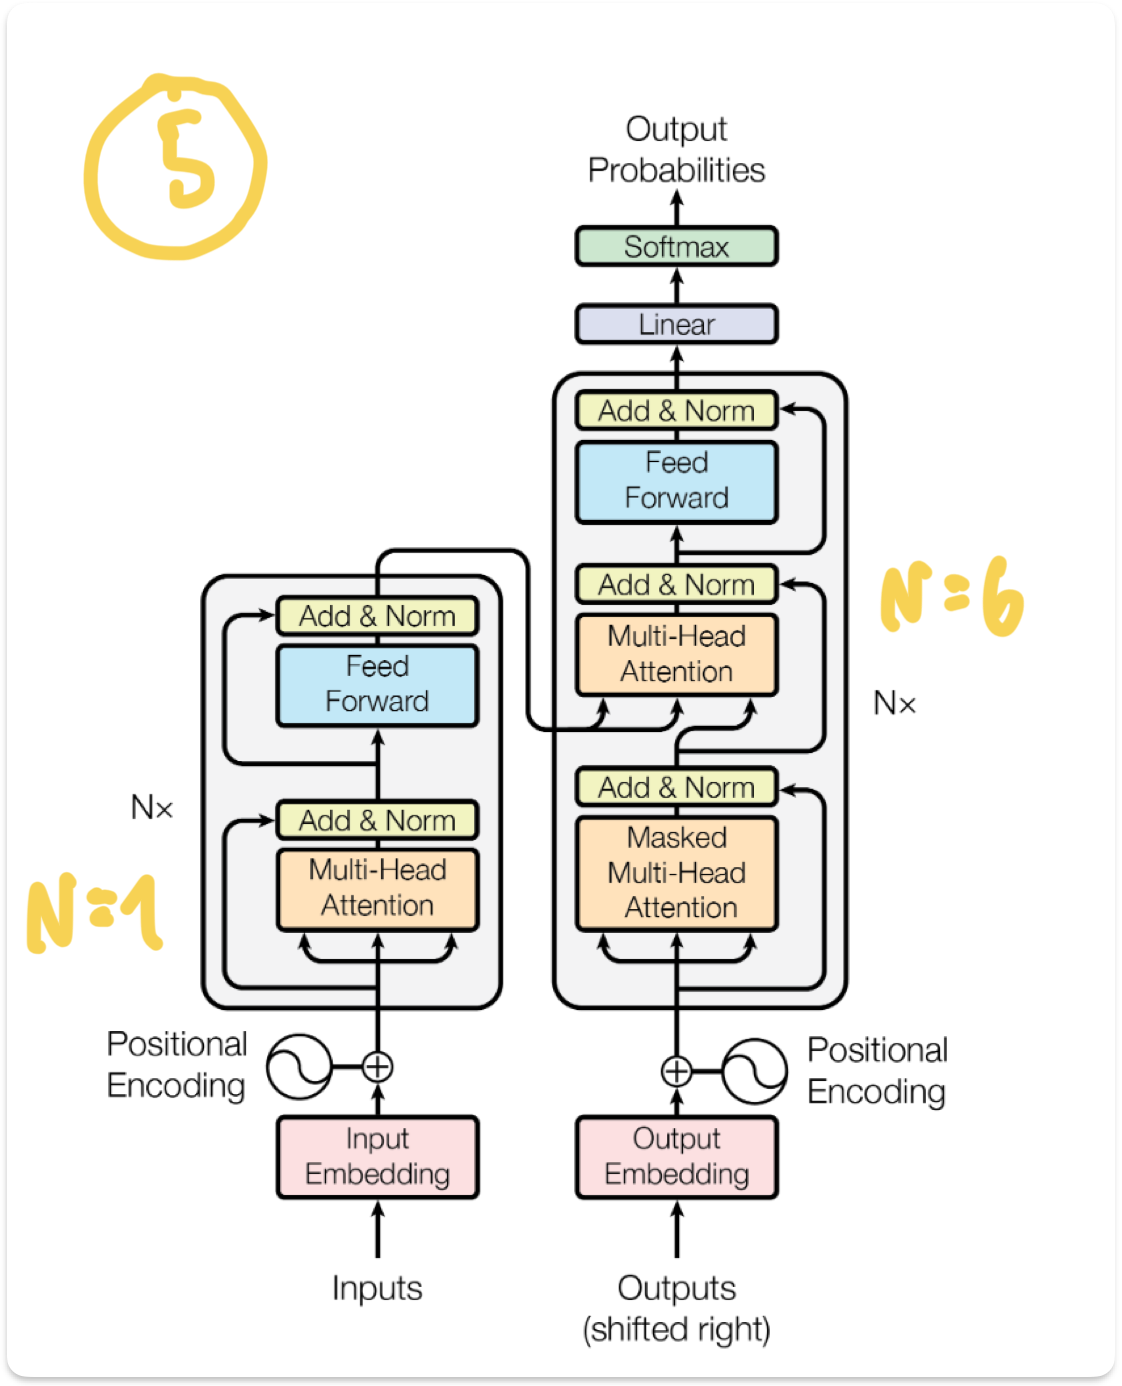 5
Output
Probabilities
Softmax
Linear
Add & Norm
Feed
Forward
Add & Norm
Multi-Head
Attention
N=6
N×
Add & Norm
Masked
Multi-Head
Attention
Add & Norm
Feed
Forward
N×
Add & Norm
Multi-Head
Attention
N=1
Positional
Encoding
Positional
Encoding
Input
Embedding
Output
Embedding
Inputs
Outputs
(shifted right)